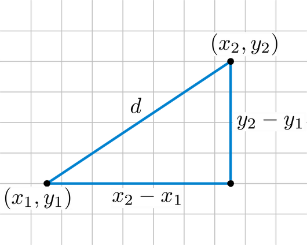 (x₂, y₂)
d
y₂ − y₁
(x₁, y₁)
x₂ − x₁